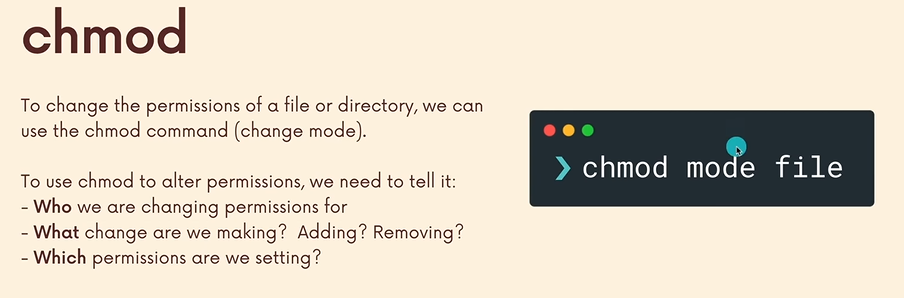 chmod
To change the permissions of a file or directory, we can
use the chmod command (change mode).
To use chmod to alter permissions, we need to tell it:
- Who we are changing permissions for
- What change are we making?  Adding? Removing?
- Which permissions are we setting?
❯ chmod mode file